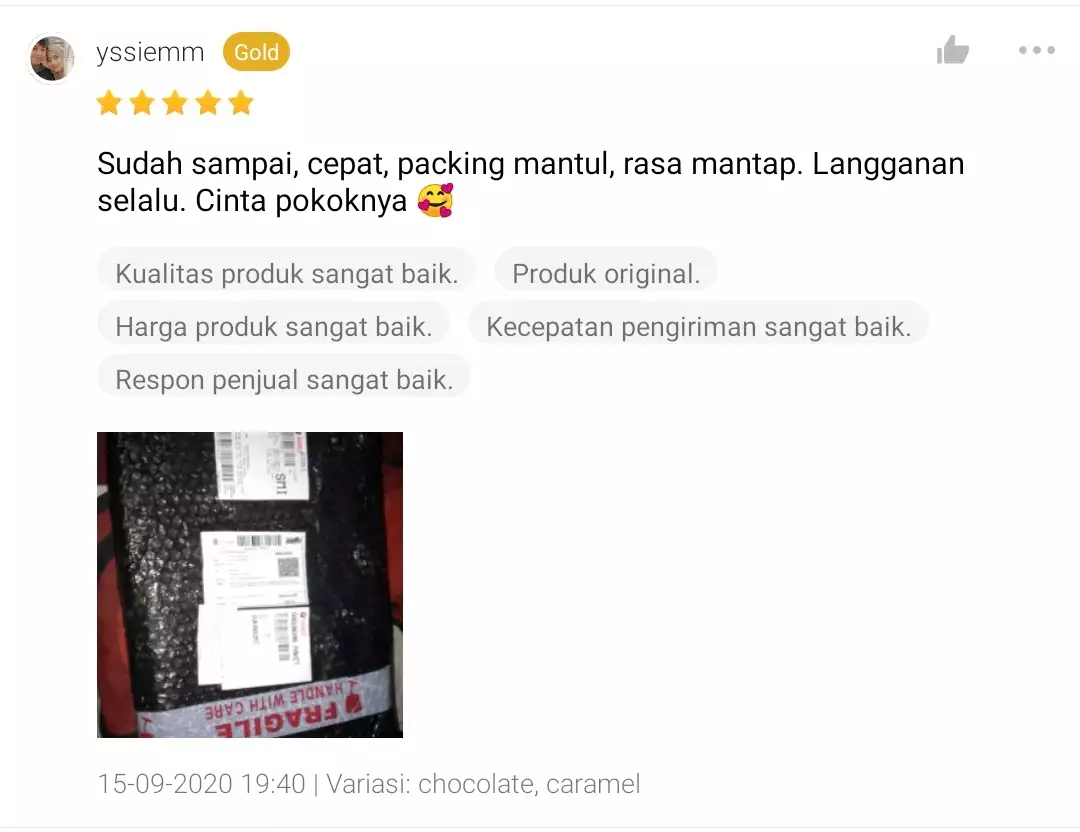 yssiemm Gold
Sudah sampai, cepat, packing mantul, rasa mantap. Langganan
selalu. Cinta pokoknya 🥰
Kualitas produk sangat baik. Produk original.
Harga produk sangat baik. Kecepatan pengiriman sangat baik.
Respon penjual sangat baik.
SMI
HANDLE WITH CARE
FRAGILE
15-09-2020 19:40 | Variasi: chocolate, caramel